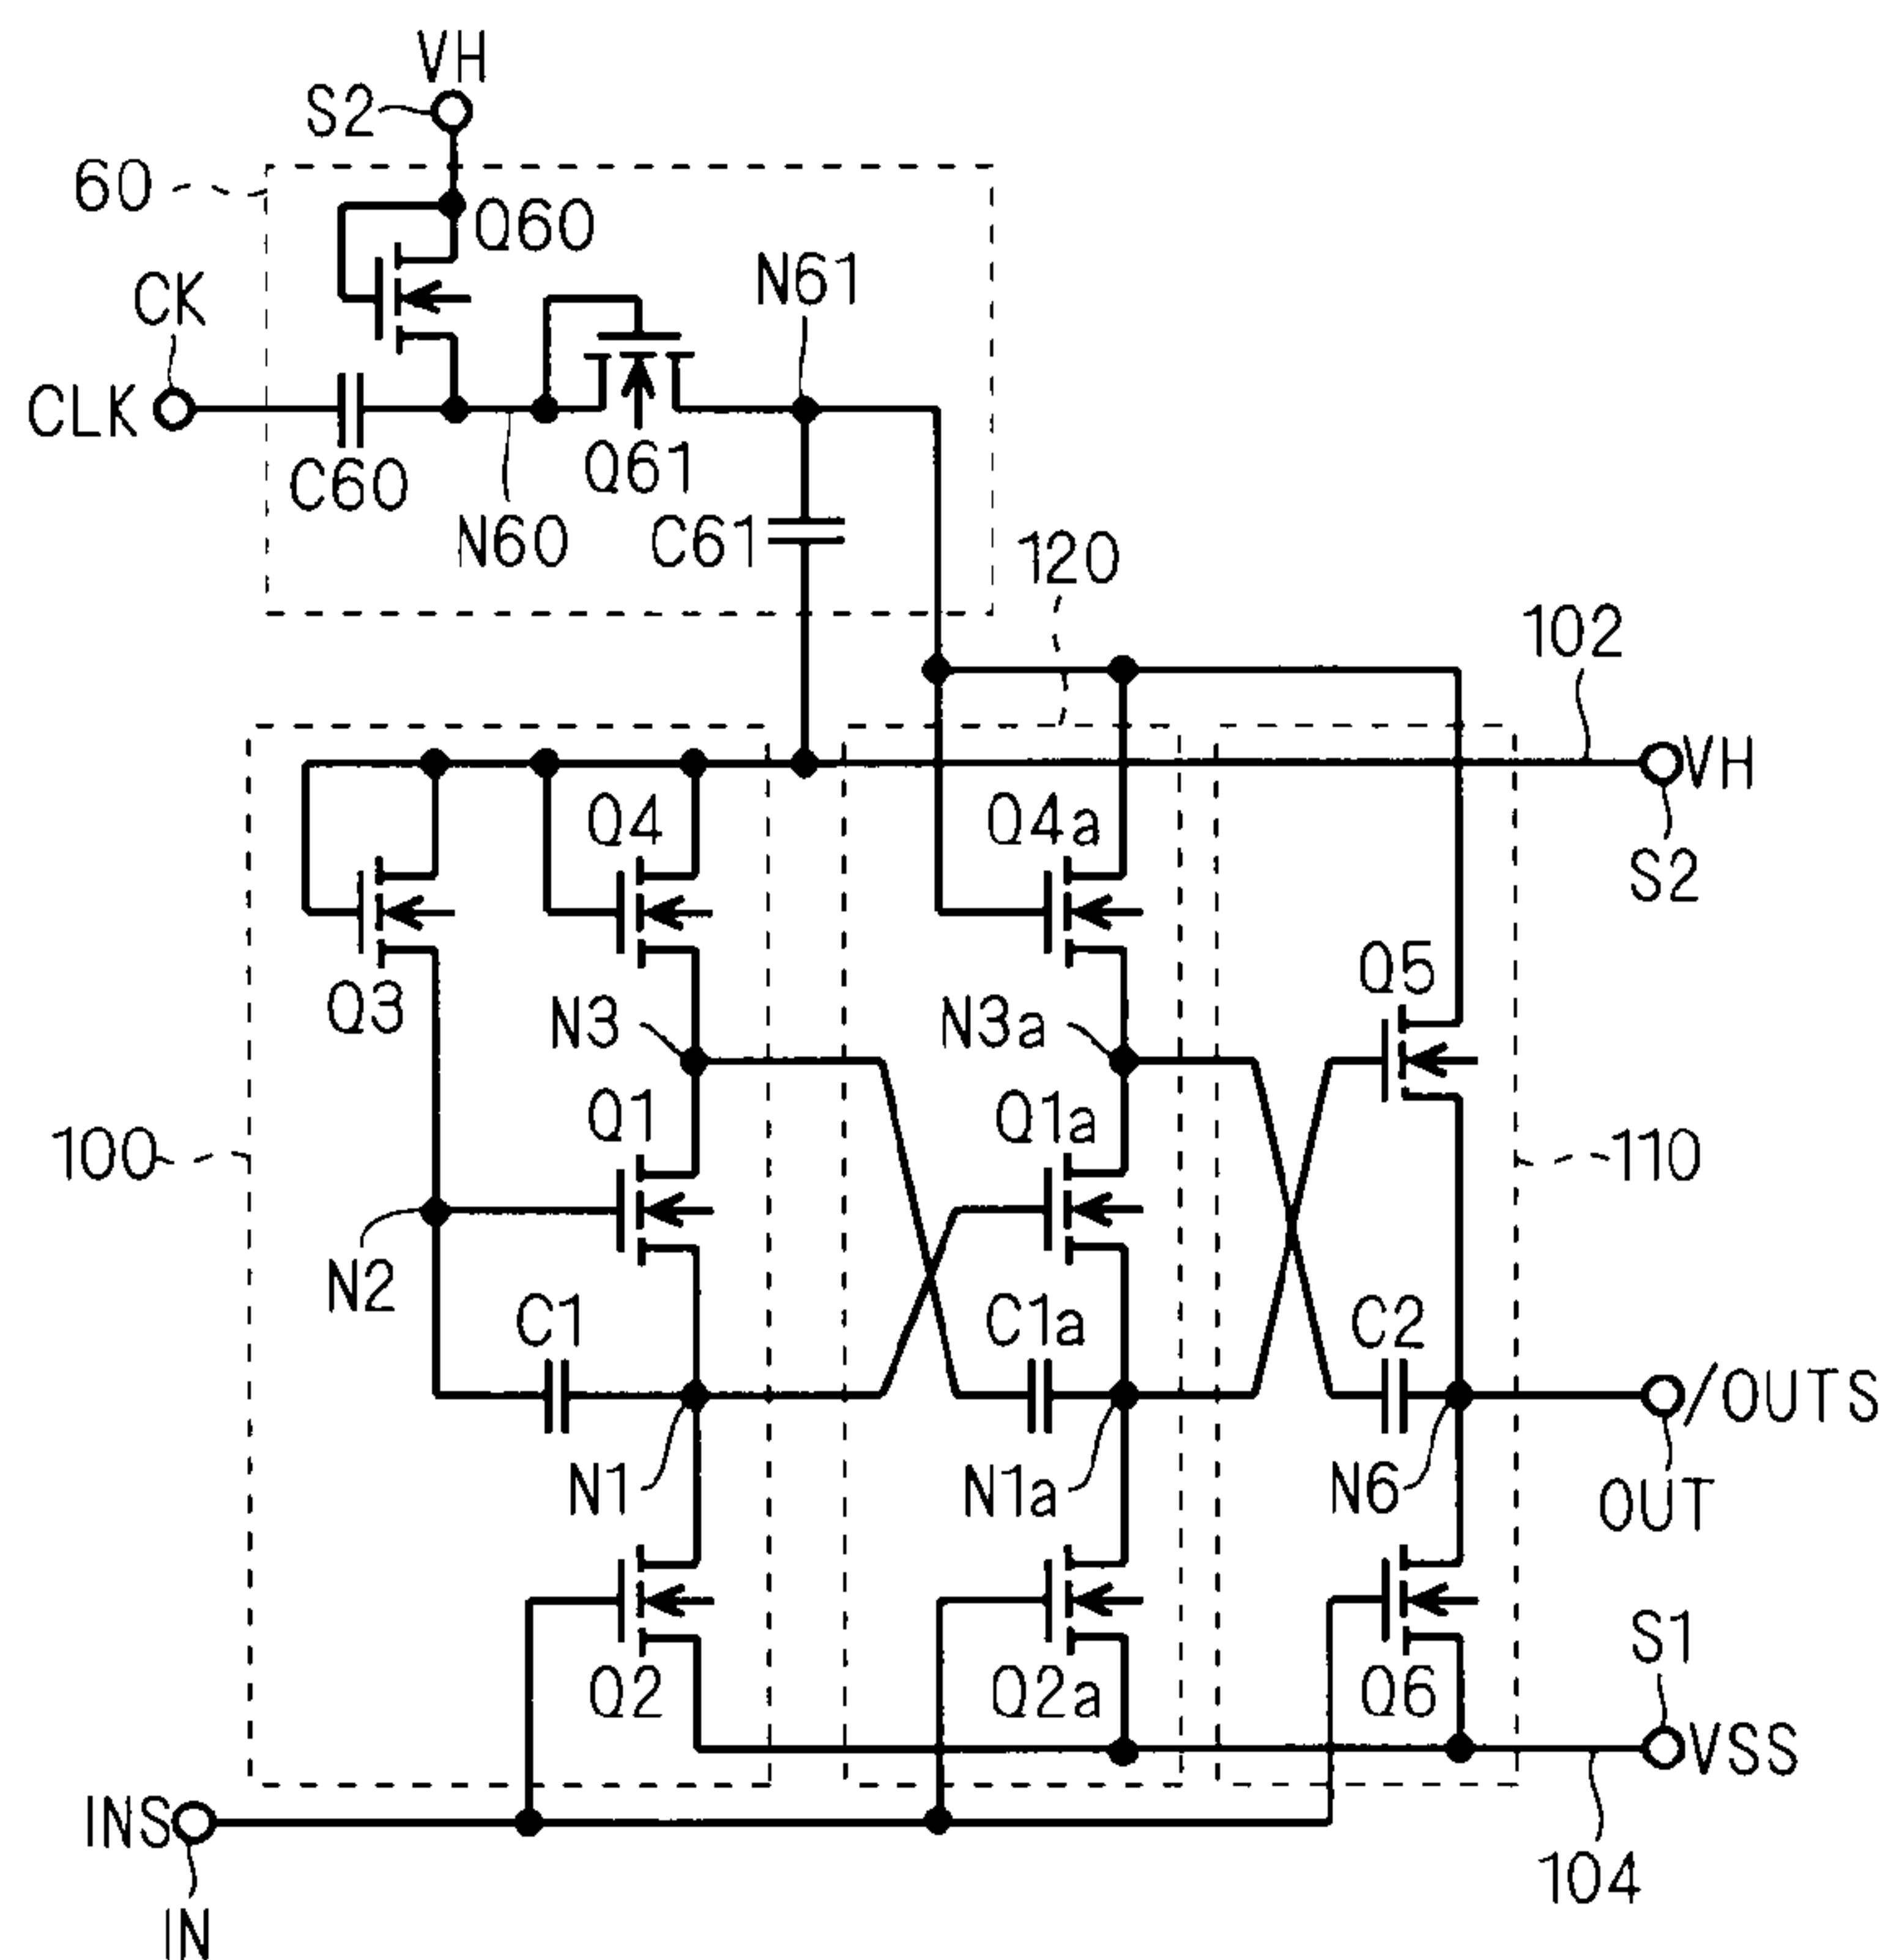 VH
S2
60
Q60
CK
N61
CLK
Q61
C60
N60
C61
120
102
Q4
Q4a
VH
S2
Q3
Q5
N3
N3a
Q1
Q1a
100
110
N2
C1
C1a
C2
/OUTS
N1
N1a
N6
OUT
S1
Q2
Q2a
Q6
VSS
INS
104
IN